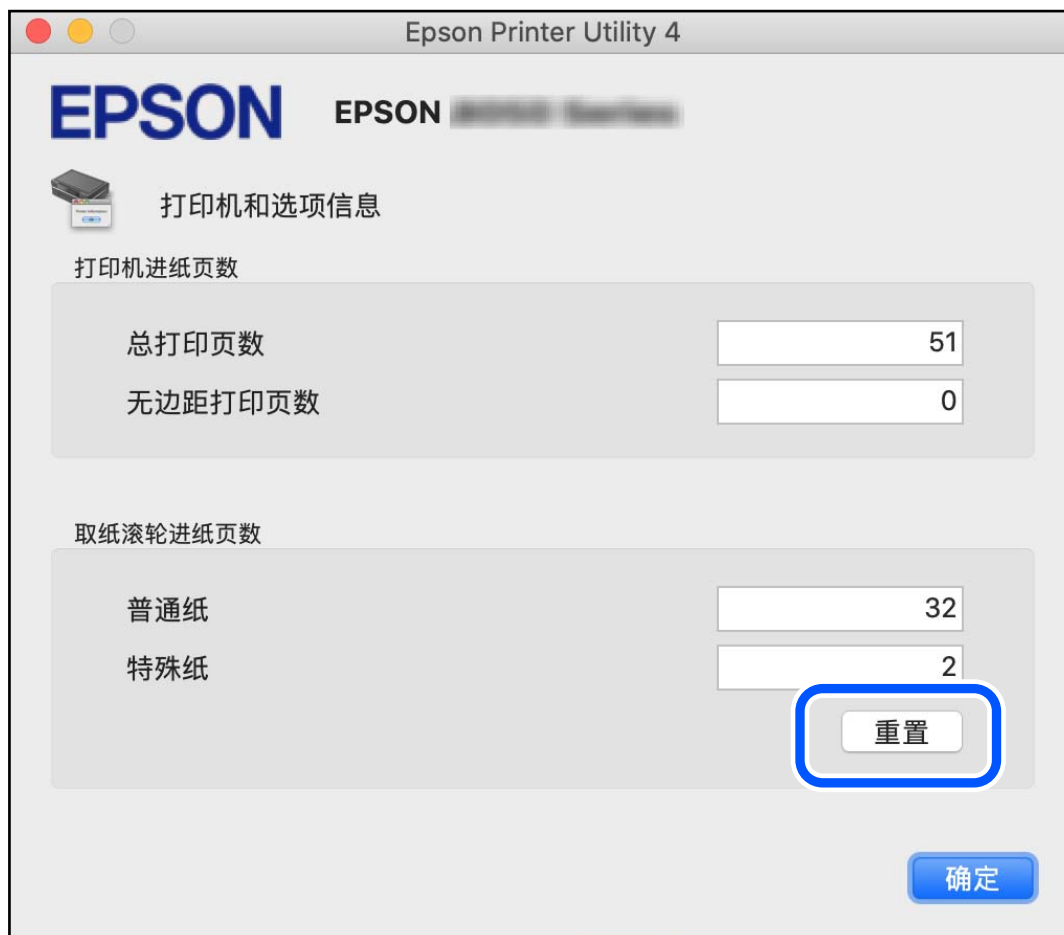 Epson Printer Utility 4
EPSON EPSON
打印机和选项信息
打印机进纸页数
总打印页数 51
无边距打印页数 0
取纸滚轮进纸页数
普通纸 32
特殊纸 2
重置
确定